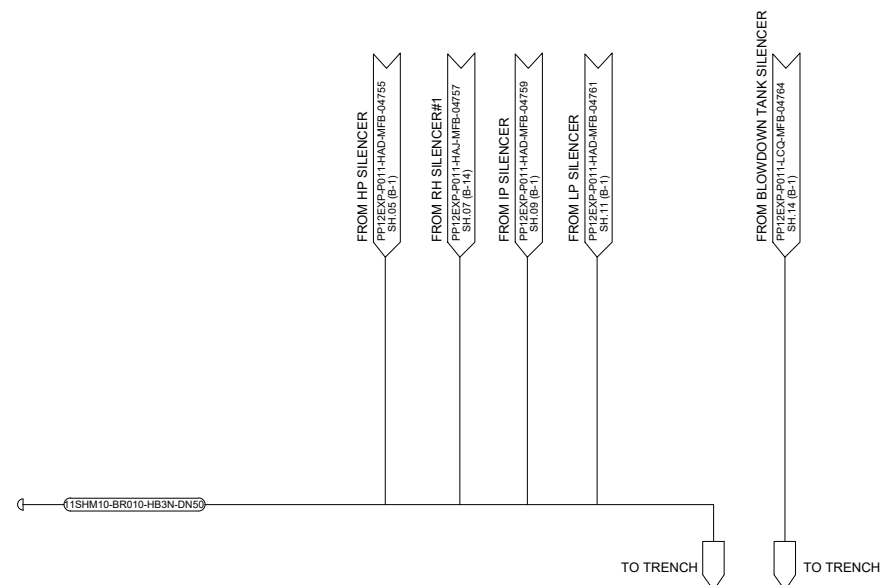 FROM HP SILENCER
PP12EXP-P011-HAD-MFB-04755
SH.05 (B-1)
FROM RH SILENCER#1
PP12EXP-P011-HAJ-MFB-04757
SH.07 (B-14)
FROM IP SILENCER
PP12EXP-P011-HAD-MFB-04759
SH.09 (B-1)
FROM LP SILENCER
PP12EXP-P011-HAD-MFB-04761
SH.11 (B-1)
FROM BLOWDOWN TANK SILENCER
PP12EXP-P011-LCQ-MFB-04764
SH.14 (B-1)
11SHM10-BR010-HB3N-DN50
TO TRENCH
TO TRENCH